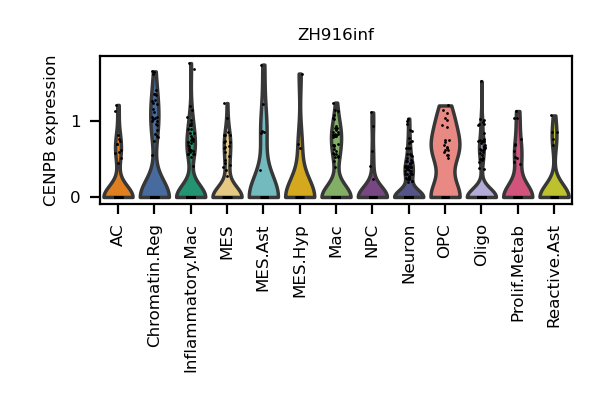 ZH916inf
CENPB expression
1
0
AC
Chromatin.Reg
Inflammatory.Mac
MES
MES.Ast
MES.Hyp
Mac
NPC
Neuron
OPC
Oligo
Prolif.Metab
Reactive.Ast